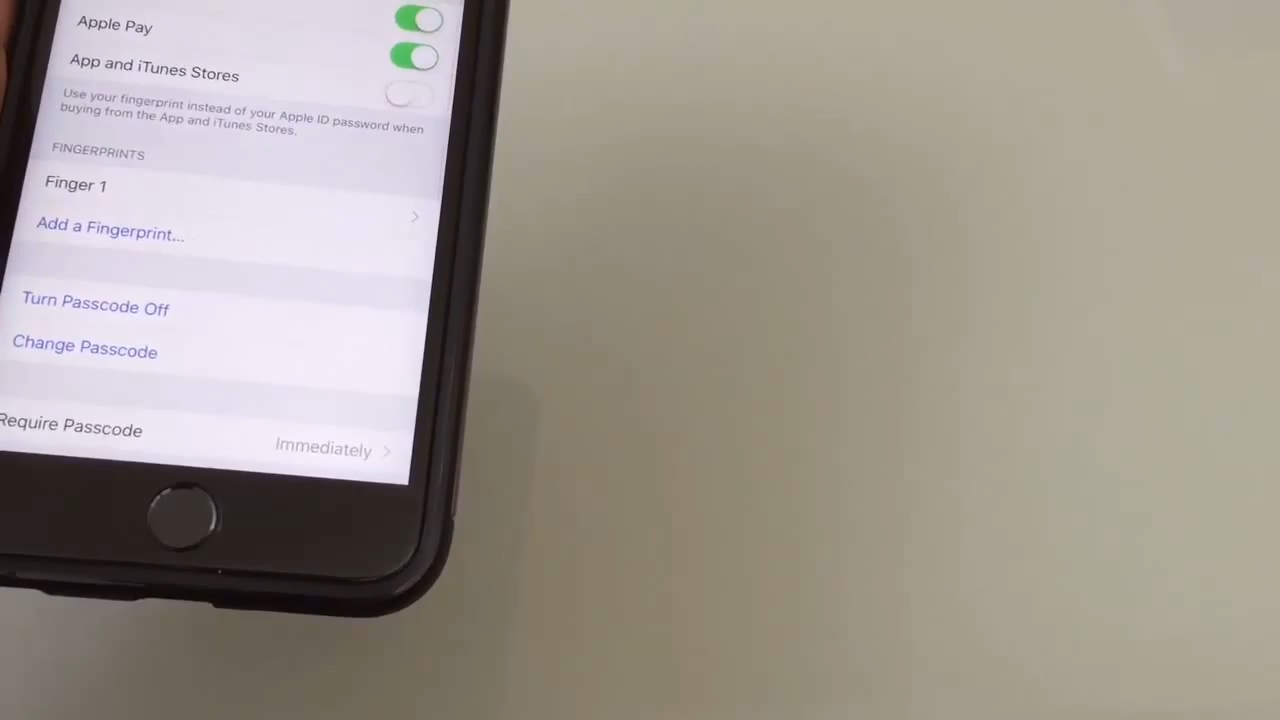 Apple Pay
App and iTunes Stores
Use your fingerprint instead of your Apple ID password when
buying from the App and iTunes Stores.
FINGERPRINTS
Finger 1
Add a Fingerprint...
Turn Passcode Off
Change Passcode
Require Passcode Immediately